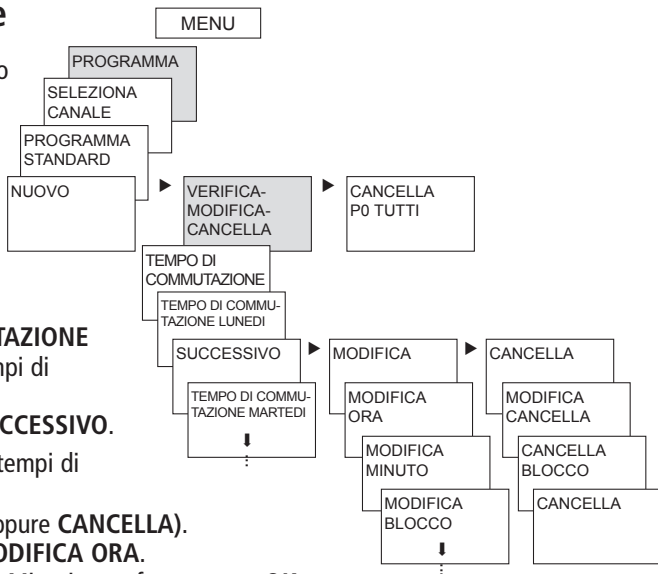 e
MENU
o
PROGRAMMA
SELEZIONA
CANALE
PROGRAMMA
STANDARD
NUOVO
VERIFICA-
MODIFICA-
CANCELLA
CANCELLA
P0 TUTTI
TEMPO DI
COMMUTAZIONE
TEMPO DI COMMU-
TAZIONE LUNEDI
SUCCESSIVO
MODIFICA
CANCELLA
TEMPO DI COMMU-
TAZIONE MARTEDI
MODIFICA
ORA
MODIFICA
CANCELLA
MODIFICA
MINUTO
CANCELLA
BLOCCO
MODIFICA
BLOCCO
CANCELLA
TAZIONE
npi di
CCESSIVO.
tempi di
opure CANCELLA).
ODIFICA ORA.